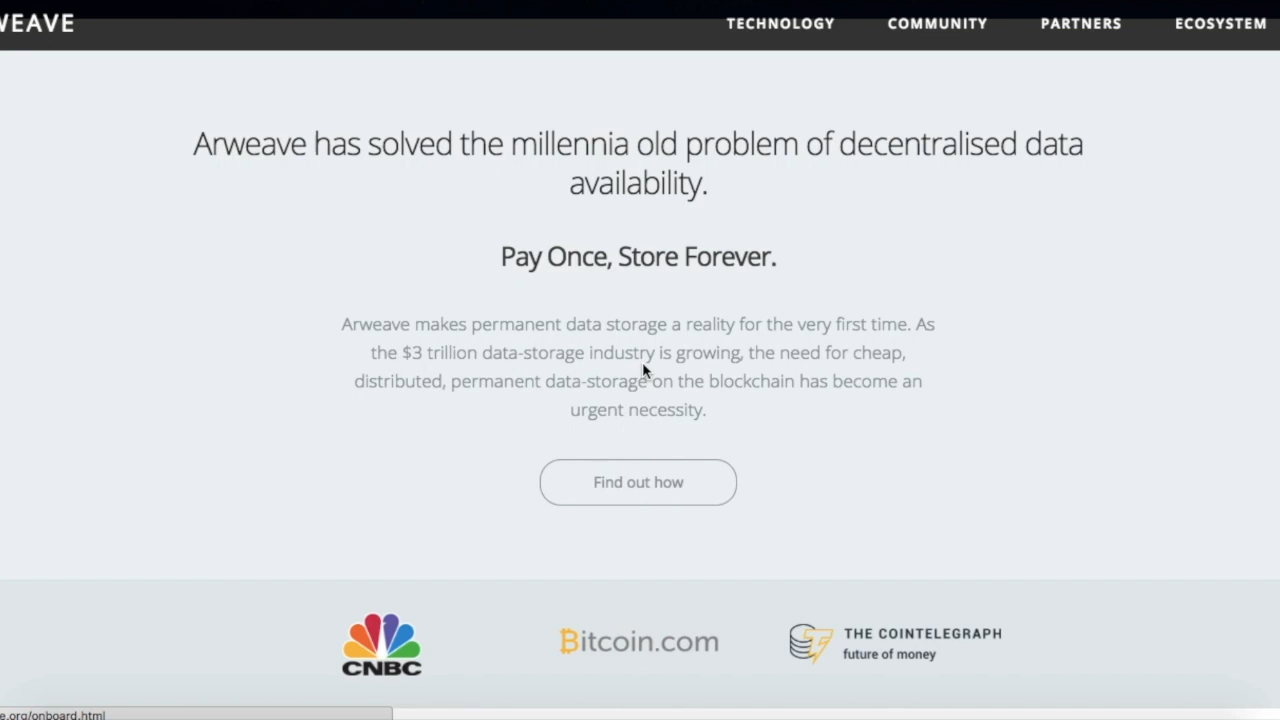 WEAVE
TECHNOLOGY COMMUNITY PARTNERS ECOSYSTEM
Arweave has solved the millennia old problem of decentralised data
availability.
Pay Once, Store Forever.
Arweave makes permanent data storage a reality for the very first time. As
the $3 trillion data-storage industry is growing, the need for cheap,
distributed, permanent data-storage on the blockchain has become an
urgent necessity.
Find out how
CNBC
Bitcoin.com
THE COINTELEGRAPH
future of money
e.org/onboard.html